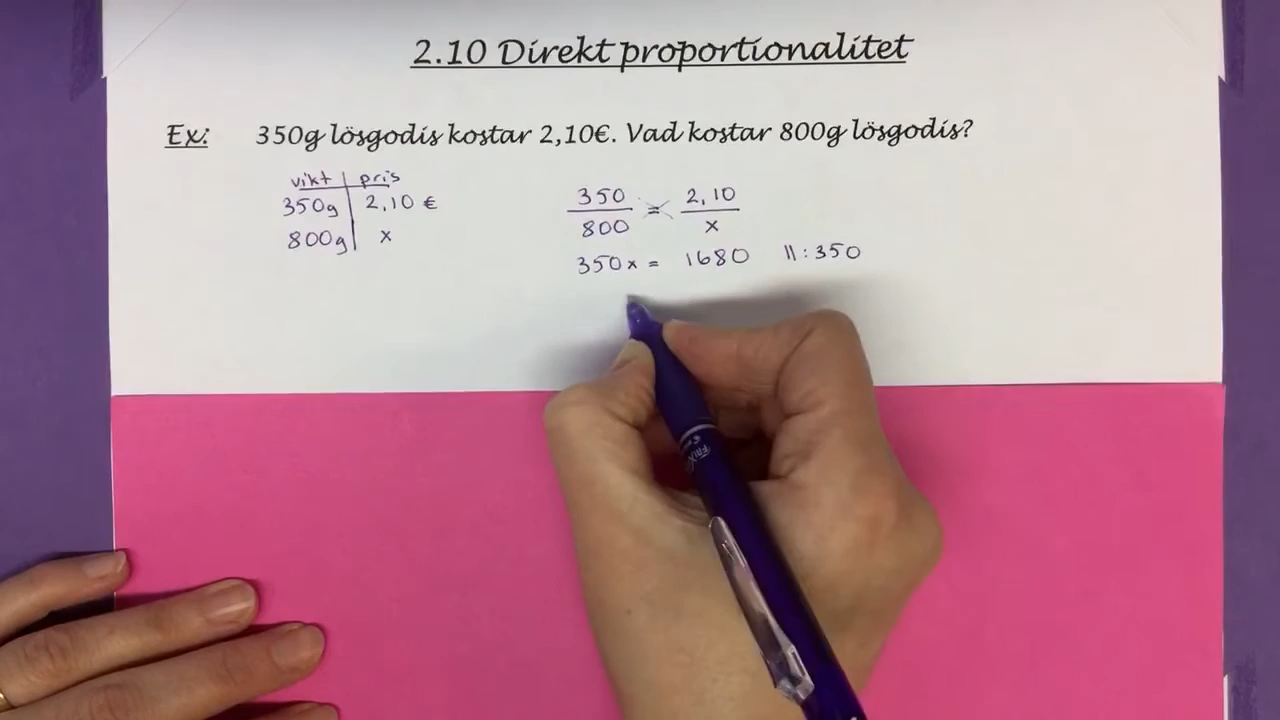 2.10 Direkt proportionalitet
Ex: 350g lösgodis kostar 2,10€. Vad kostar 800g lösgodis?
vikt | pris
350g | 2,10 €
800g | x
350/800 = 2,10/x
350x = 1680 ||:350
FRIXION